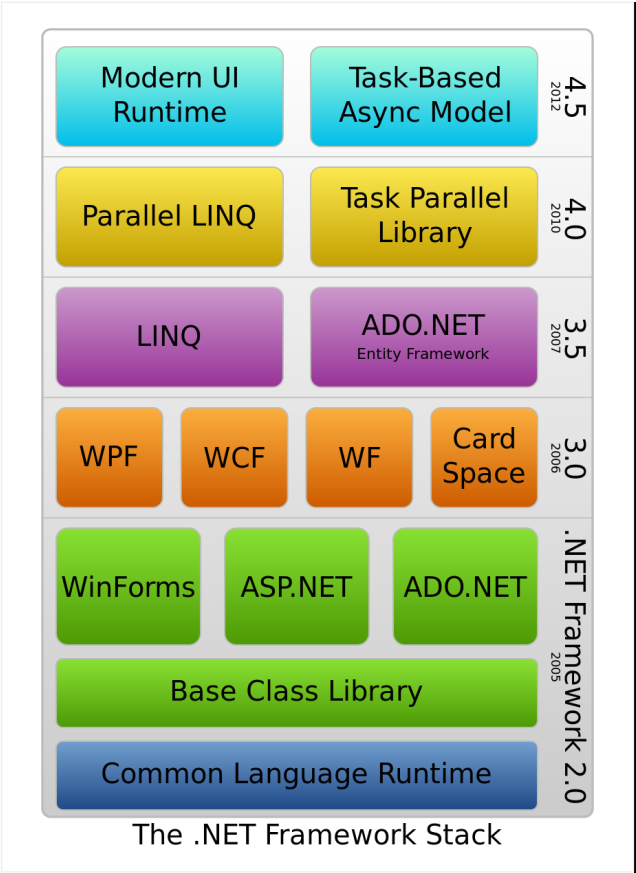 Modern UI
Runtime
Task-Based
Async Model
4.5
2012
Parallel LINQ
Task Parallel
Library
4.0
2010
LINQ
ADO.NET
Entity Framework
3.5
2007
WPF
WCF
WF
Card
Space
3.0
2006
WinForms
ASP.NET
ADO.NET
Base Class Library
Common Language Runtime
.NET Framework 2.0
2005
The .NET Framework Stack